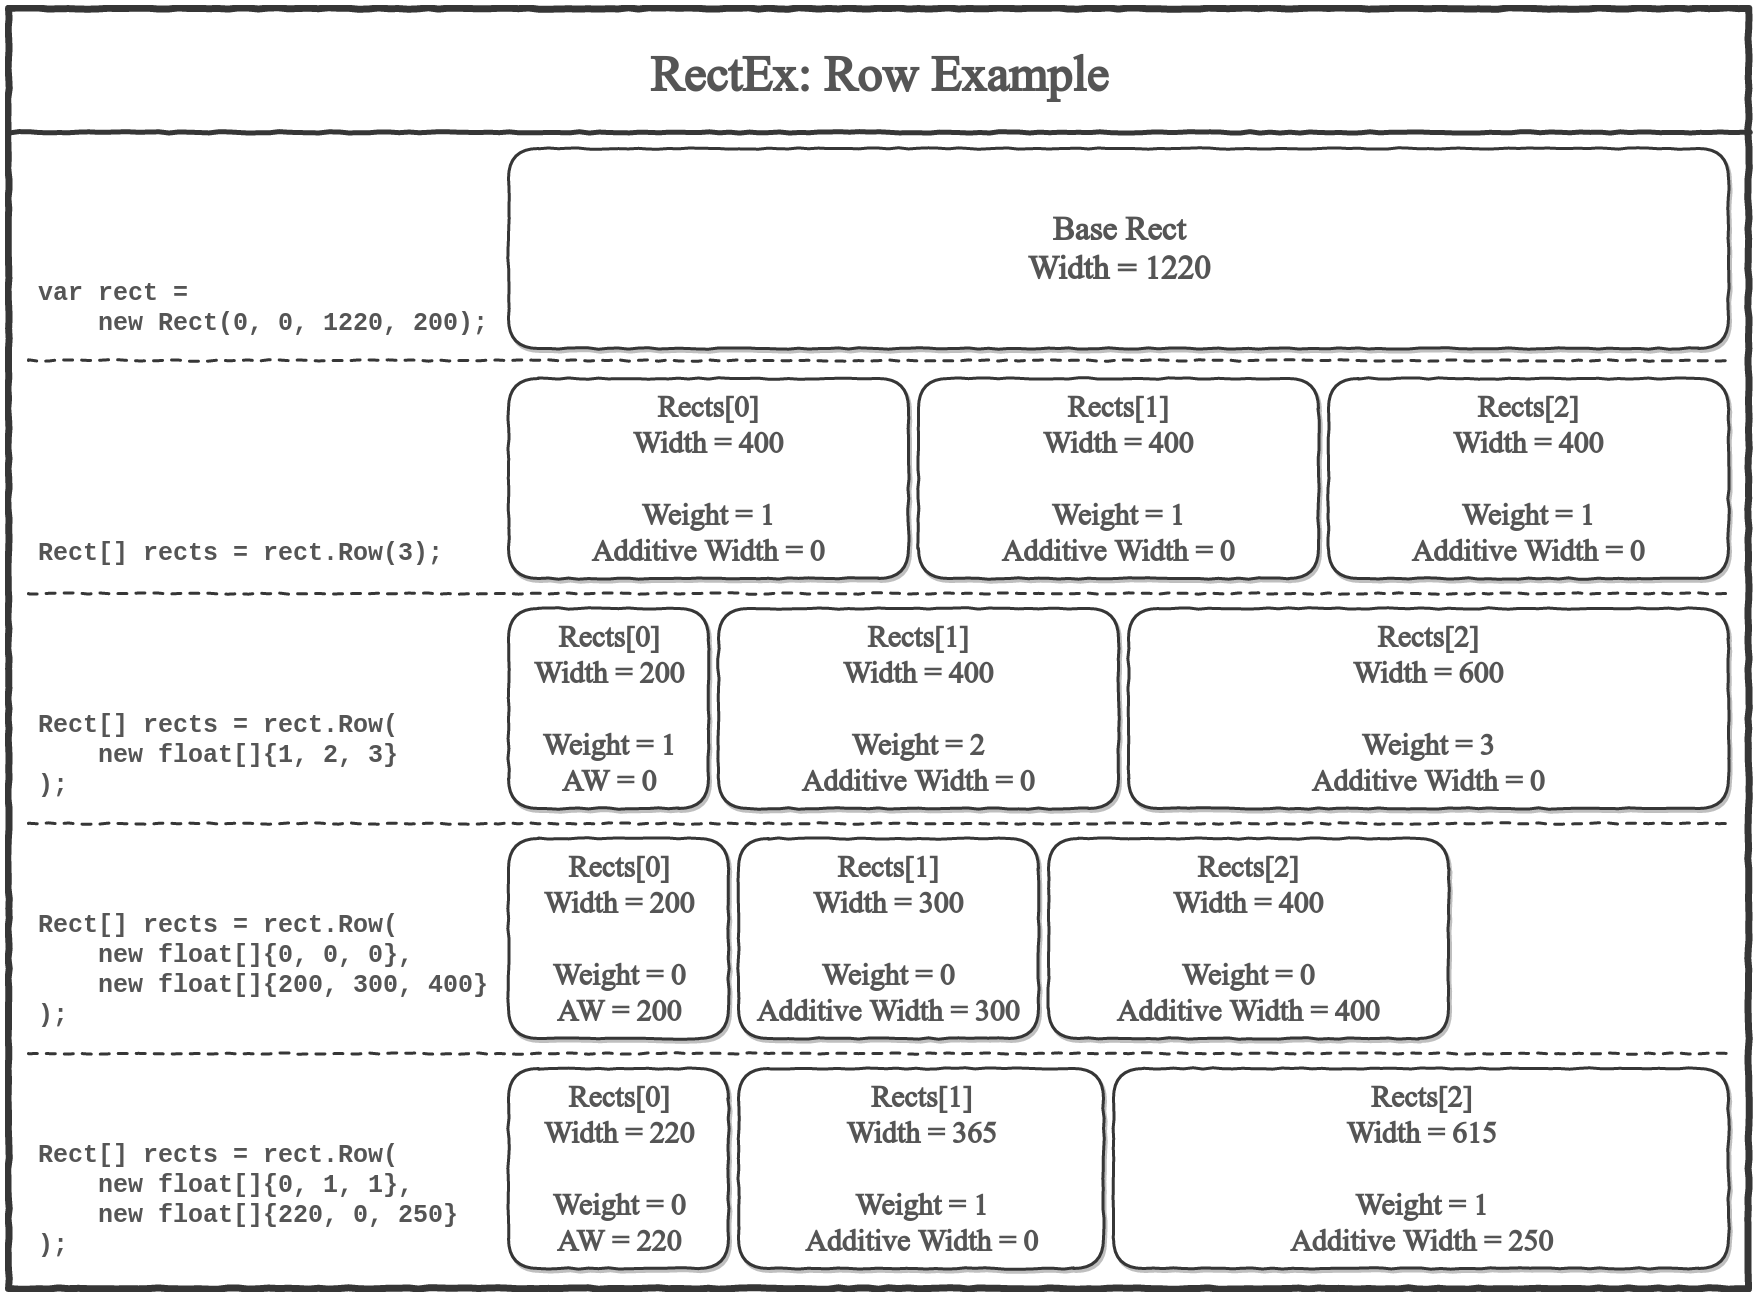 RectEx: Row Example
var rect =
    new Rect(0, 0, 1220, 200);
Base Rect
Width = 1220
Rect[] rects = rect.Row(3);
Rects[0]
Width = 400
Weight = 1
Additive Width = 0
Rects[1]
Width = 400
Weight = 1
Additive Width = 0
Rects[2]
Width = 400
Weight = 1
Additive Width = 0
Rect[] rects = rect.Row(
    new float[]{1, 2, 3}
);
Rects[0]
Width = 200
Weight = 1
AW = 0
Rects[1]
Width = 400
Weight = 2
Additive Width = 0
Rects[2]
Width = 600
Weight = 3
Additive Width = 0
Rect[] rects = rect.Row(
    new float[]{0, 0, 0},
    new float[]{200, 300, 400}
);
Rects[0]
Width = 200
Weight = 0
AW = 200
Rects[1]
Width = 300
Weight = 0
Additive Width = 300
Rects[2]
Width = 400
Weight = 0
Additive Width = 400
Rect[] rects = rect.Row(
    new float[]{0, 1, 1},
    new float[]{220, 0, 250}
);
Rects[0]
Width = 220
Weight = 0
AW = 220
Rects[1]
Width = 365
Weight = 1
Additive Width = 0
Rects[2]
Width = 615
Weight = 1
Additive Width = 250